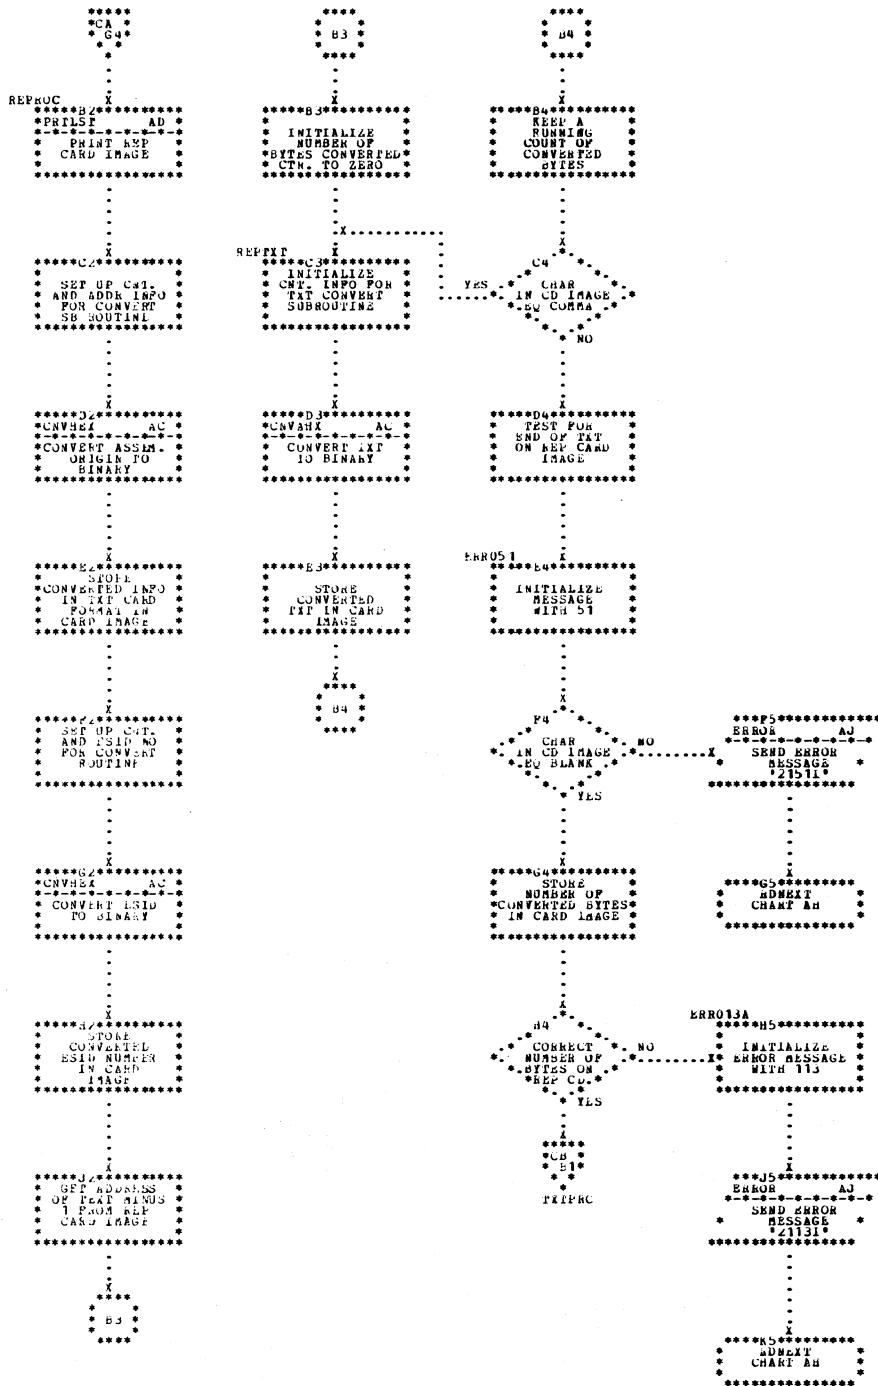 CA
G4
REPROC
B2
PRTLST AD
PRINT REP
CARD IMAGE
C2
SET UP CNT.
AND ADDR INFO
FOR CONVERT
SB ROUTINE
D2
CNVHEX AC
CONVERT ASSEM.
ORIGIN TO
BINARY
E2
STORE
CONVERTED INFO
IN TXT CARD
FORMAT IN
CARD IMAGE
F2
SET UP CNT.
AND ESID NO
FOR CONVERT
ROUTINE
G2
CNVHEX AC
CONVERT ESID
TO BINARY
H2
STORE
CONVERTED
ESID NUMBER
IN CARD
IMAGE
J2
GET ADDRESS
OF TEXT MINUS
1 FROM REP
CARD IMAGE
B3
B3
B3
INITIALIZE
NUMBER OF
BYTES CONVERTED
CTR. TO ZERO
REPTXT
C3
INITIALIZE
CNT. INFO FOR
TXT CONVERT
SUBROUTINE
D3
CNVAHX AC
CONVERT TXT
TO BINARY
E3
STORE
CONVERTED
TXT IN CARD
IMAGE
B4
B4
B4
KEEP A
RUNNING
COUNT OF
CONVERTED
BYTES
C4
CHAR
IN CD IMAGE
EQ COMMA
YES
NO
D4
TEST FOR
END OF TXT
ON REP CARD
IMAGE
ERR051
E4
INITIALIZE
MESSAGE
WITH 51
F4
CHAR
IN CD IMAGE
EQ BLANK
NO
YES
G4
STORE
NUMBER OF
CONVERTED BYTES
IN CARD IMAGE
H4
CORRECT
NUMBER OF
BYTES ON
REP CD.
NO
YES
CB
B1
TXTPRC
F5
ERROR AJ
SEND ERROR
MESSAGE
'2151I'
G5
RDNEXT
CHART AH
ERR013A
H5
INITIALIZE
ERROR MESSAGE
WITH 113
J5
ERROR AJ
SEND ERROR
MESSAGE
'2113I'
K5
RDNEXT
CHART AH